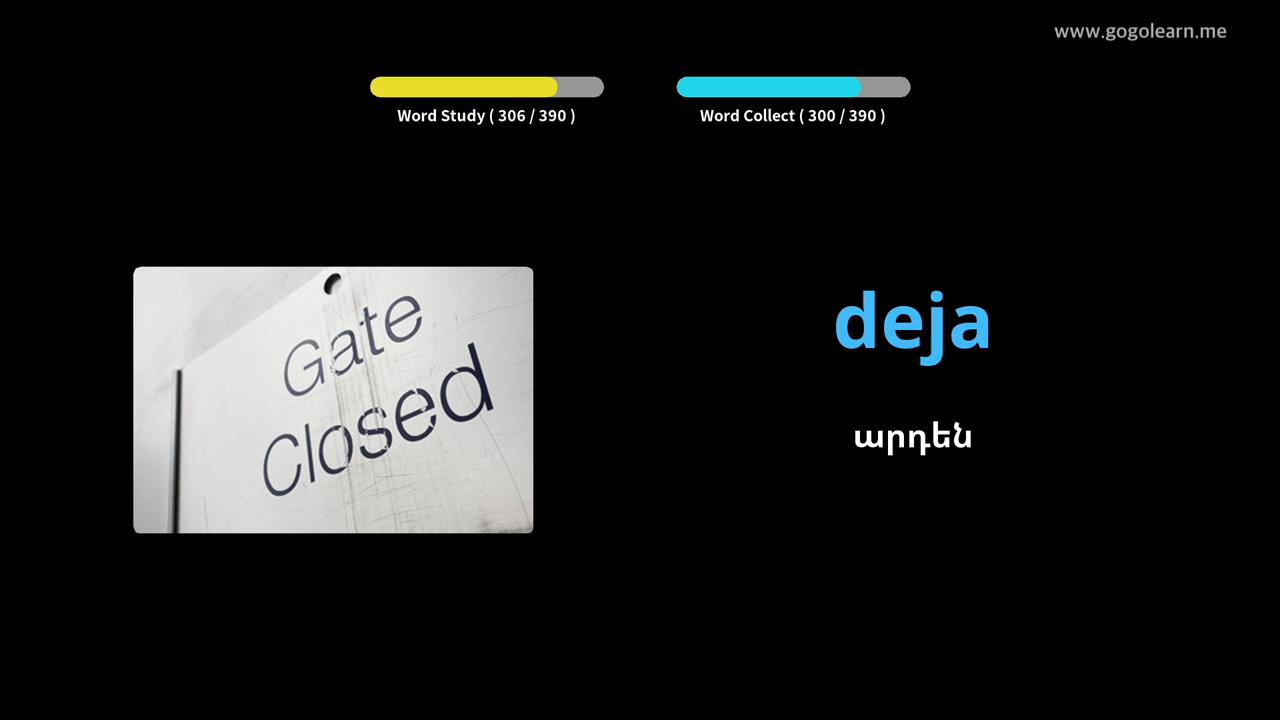 www.gogolearn.me
Word Study ( 306 / 390 )
Word Collect ( 300 / 390 )
Gate
Closed
deja
արդեն